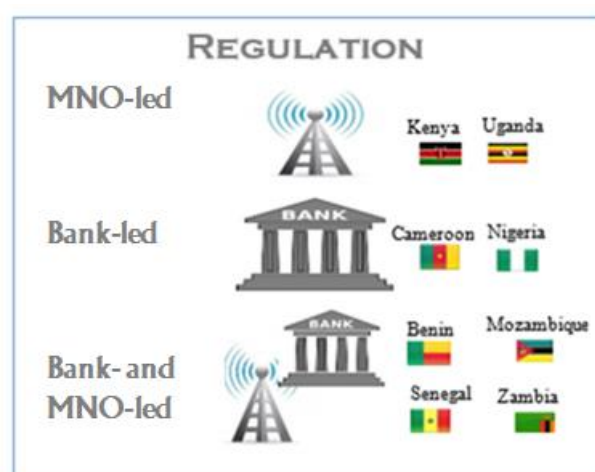 REGULATION
MNO-led
Kenya Uganda
BANK
Bank-led
Cameroon Nigeria
BANK
Benin Mozambique
Bank- and
MNO-led
Senegal Zambia